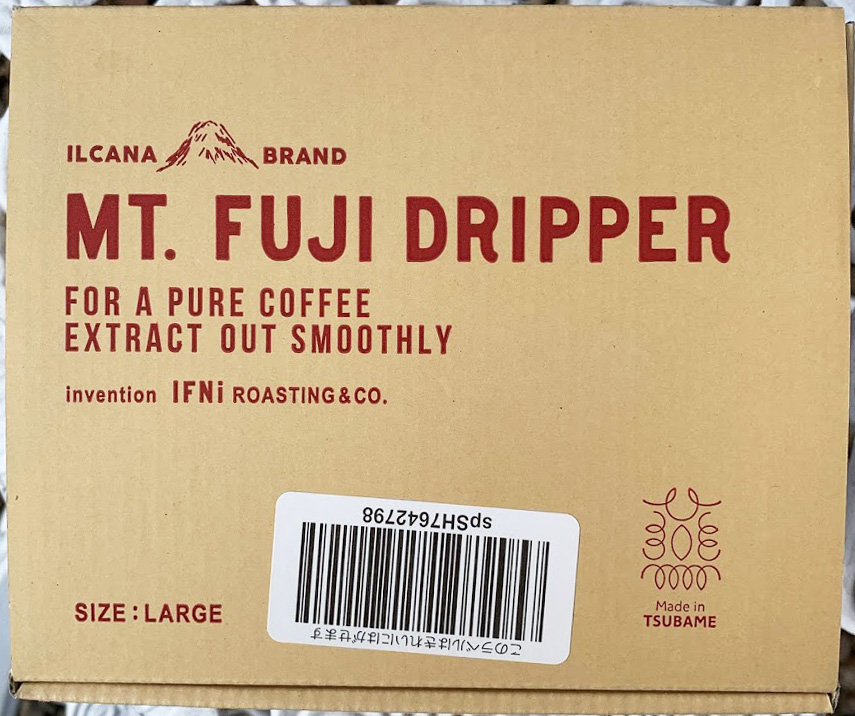 ILCANA BRAND
MT. FUJI DRIPPER
FOR A PURE COFFEE
EXTRACT OUT SMOOTHLY
invention IFNi ROASTING & CO.
spSH7642798
このラベルはきれいにはがせます
SIZE : LARGE
Made in
TSUBAME